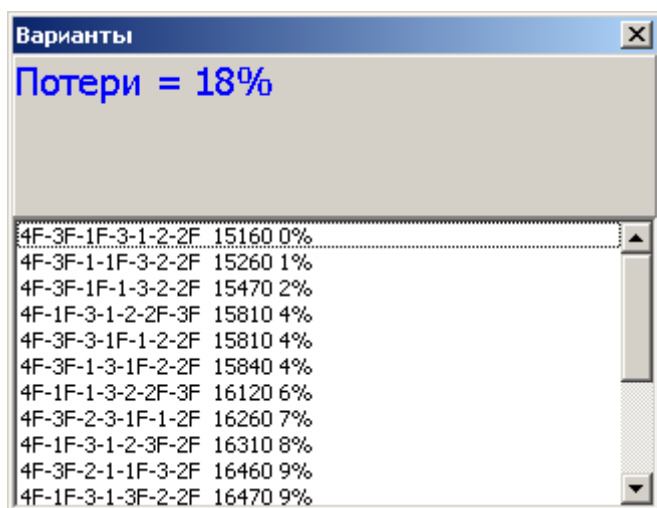 Варианты
Потери = 18%
4F-3F-1F-3-1-2-2F 15160 0%
4F-3F-1-1F-3-2-2F 15260 1%
4F-3F-1F-1-3-2-2F 15470 2%
4F-1F-3-1-2-2F-3F 15810 4%
4F-3F-3-1F-1-2-2F 15810 4%
4F-3F-1-3-1F-2-2F 15840 4%
4F-1F-1-3-2-2F-3F 16120 6%
4F-3F-2-3-1F-1-2F 16260 7%
4F-1F-3-1-2-3F-2F 16310 8%
4F-3F-2-1-1F-3-2F 16460 9%
4F-1F-3-1-3F-2-2F 16470 9%